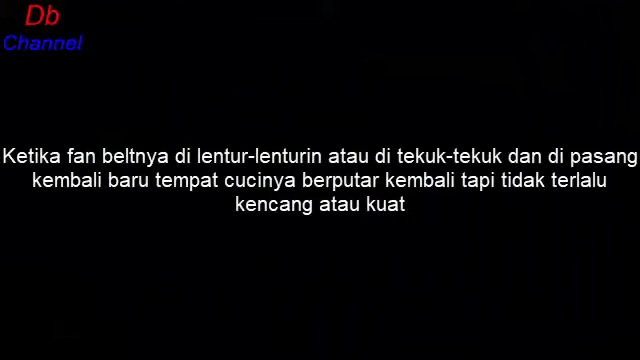 Db
Channel
Ketika fan beltnya di lentur-lenturin atau di tekuk-tekuk dan di pasang
kembali baru tempat cucinya berputar kembali tapi tidak terlalu
kencang atau kuat